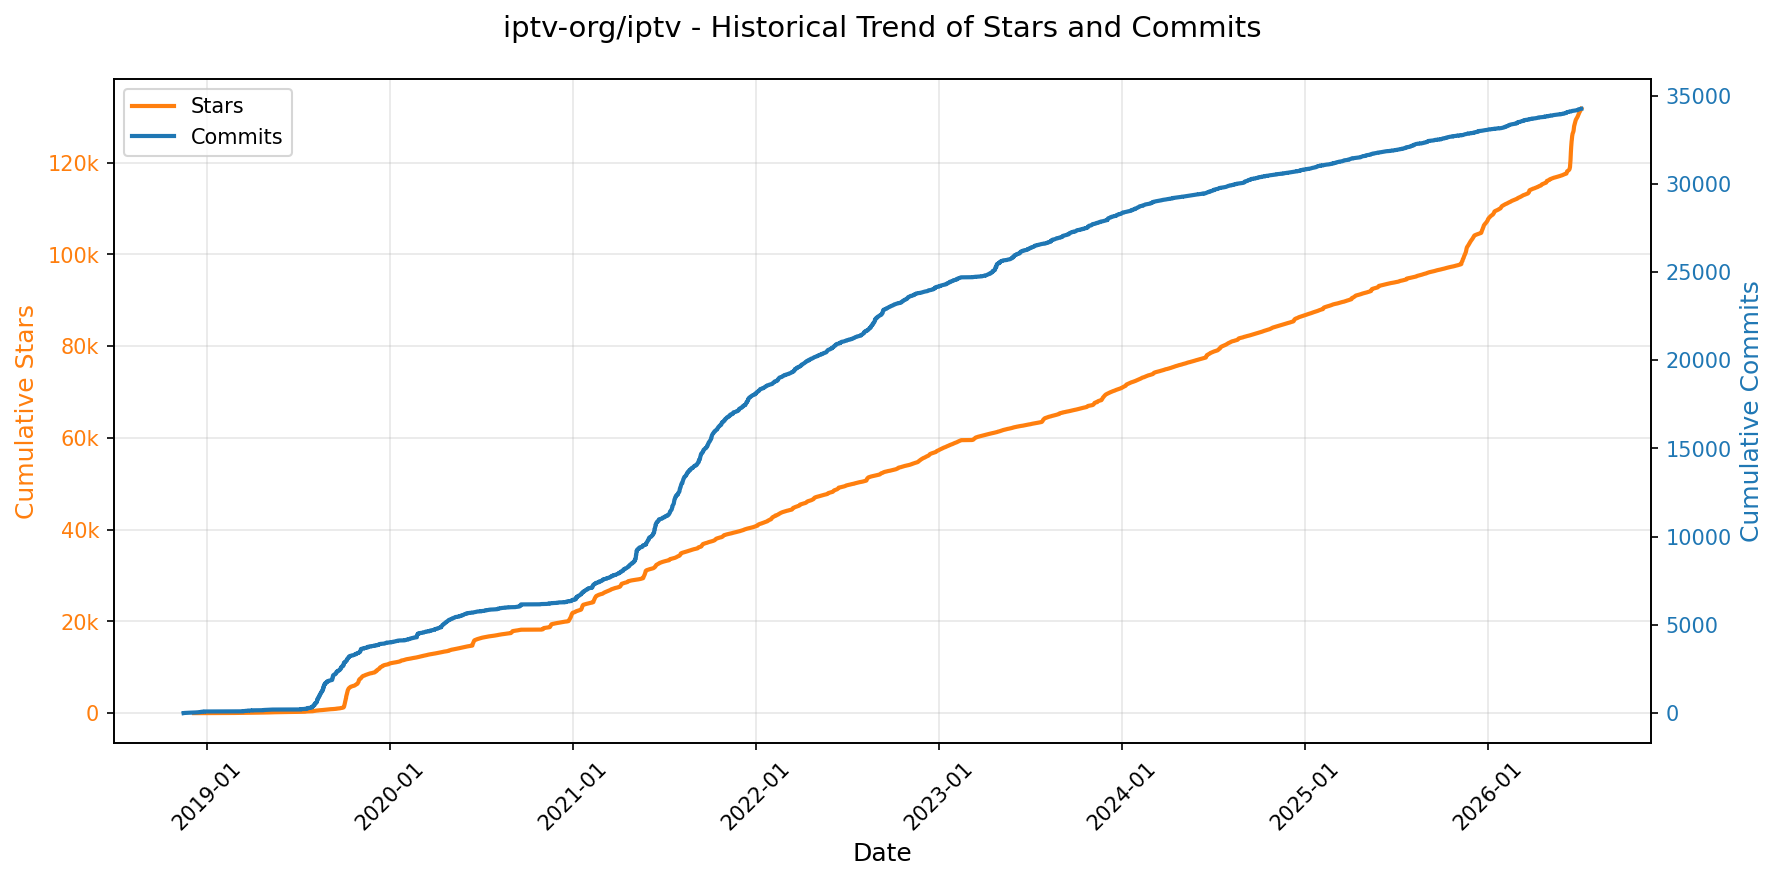 iptv-org/iptv - Historical Trend of Stars and Commits
Stars
Commits
120k
100k
80k
60k
40k
20k
0
Cumulative Stars
35000
30000
25000
20000
15000
10000
5000
0
Cumulative Commits
2019-01
2020-01
2021-01
2022-01
2023-01
2024-01
2025-01
2026-01
Date